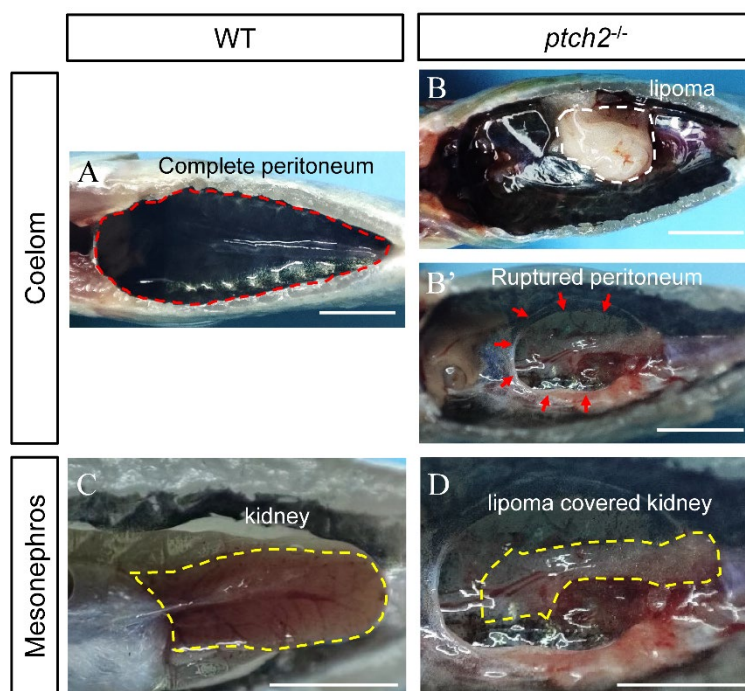 WT
ptch2-/-
Coelom
A
Complete peritoneum
B
lipoma
B’
Ruptured peritoneum
Mesonephros
C
kidney
D
lipoma covered kidney